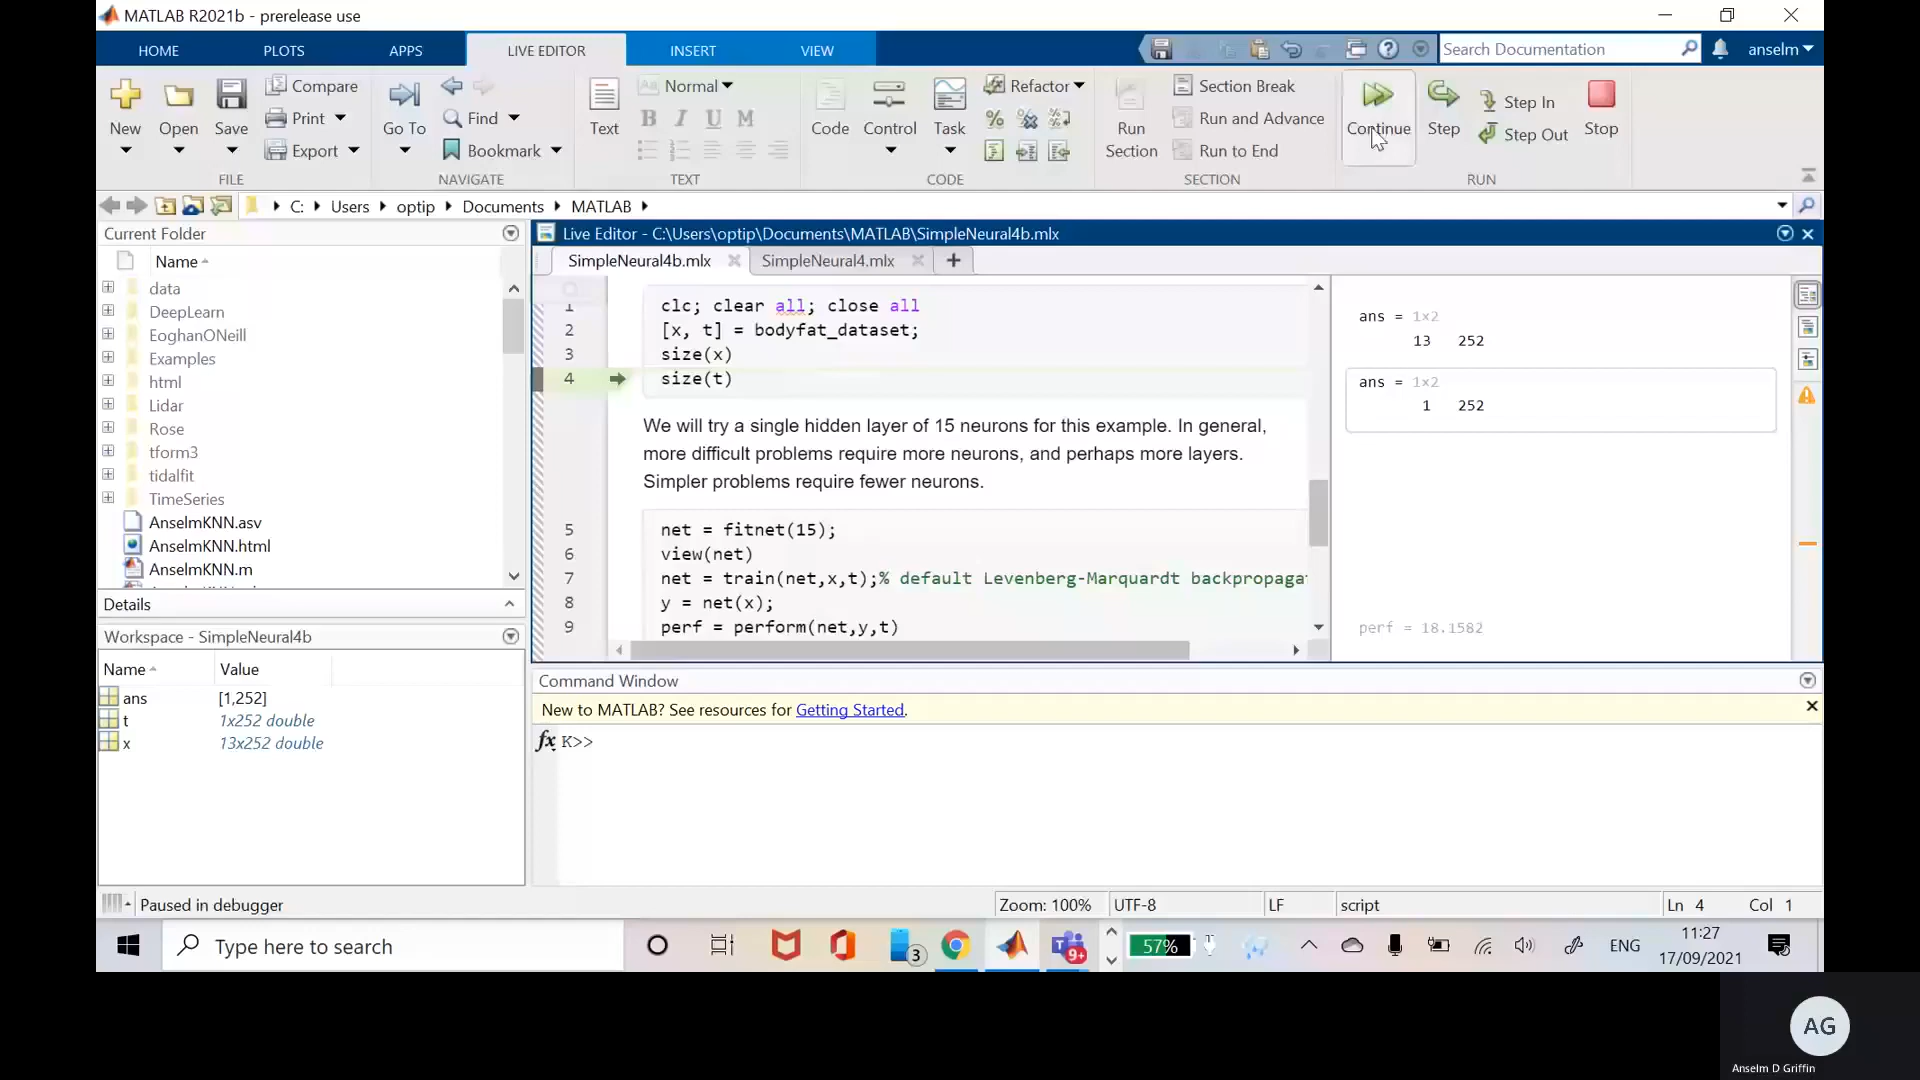 MATLAB R2021b - prerelease use
HOME PLOTS APPS LIVE EDITOR INSERT VIEW Search Documentation anselm
New Open Save Compare Print Export FILE
Go To Find Bookmark NAVIGATE
Text Normal B I U M TEXT
Code Control Task Refactor CODE
Run Section Section Break Run and Advance Run to End SECTION
Continue Step Step In Step Out Stop RUN
C: Users optip Documents MATLAB
Current Folder
Name
data
DeepLearn
EoghanONeill
Examples
html
Lidar
Rose
tform3
tidalfit
TimeSeries
AnselmKNN.asv
AnselmKNN.html
AnselmKNN.m
Details
Workspace - SimpleNeural4b
Name Value
ans [1,252]
t 1x252 double
x 13x252 double
Live Editor - C:\Users\optip\Documents\MATLAB\SimpleNeural4b.mlx
SimpleNeural4b.mlx SimpleNeural4.mlx +
1 clc; clear all; close all
2 [x, t] = bodyfat_dataset;
3 size(x)
4 size(t)
We will try a single hidden layer of 15 neurons for this example. In general,
more difficult problems require more neurons, and perhaps more layers.
Simpler problems require fewer neurons.
5 net = fitnet(15);
6 view(net)
7 net = train(net,x,t);% default Levenberg-Marquardt backpropagat
8 y = net(x);
9 perf = perform(net,y,t)
ans = 1×2
13 252
ans = 1×2
1 252
perf = 18.1582
Command Window
New to MATLAB? See resources for Getting Started.
fx K>>
Paused in debugger Zoom: 100% UTF-8 LF script Ln 4 Col 1
Type here to search 3 9+ 57% ENG 11:27
17/09/2021
AG
Anselm D Griffin